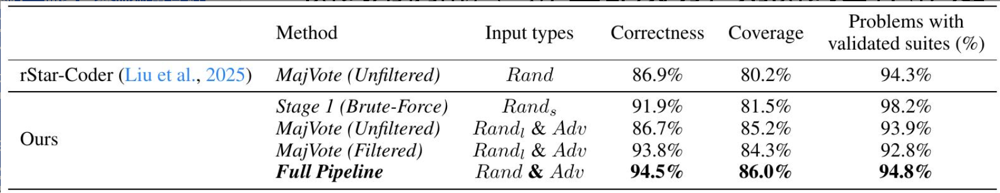 Method Input types Correctness Coverage Problems with validated suites (%)
rStar-Coder (Liu et al., 2025) MajVote (Unfiltered) Rand 86.9% 80.2% 94.3%
Ours
Stage 1 (Brute-Force) Rand_s 91.9% 81.5% 98.2%
MajVote (Unfiltered) Rand_l & Adv 86.7% 85.2% 93.9%
MajVote (Filtered) Rand_l & Adv 93.8% 84.3% 92.8%
Full Pipeline Rand & Adv 94.5% 86.0% 94.8%